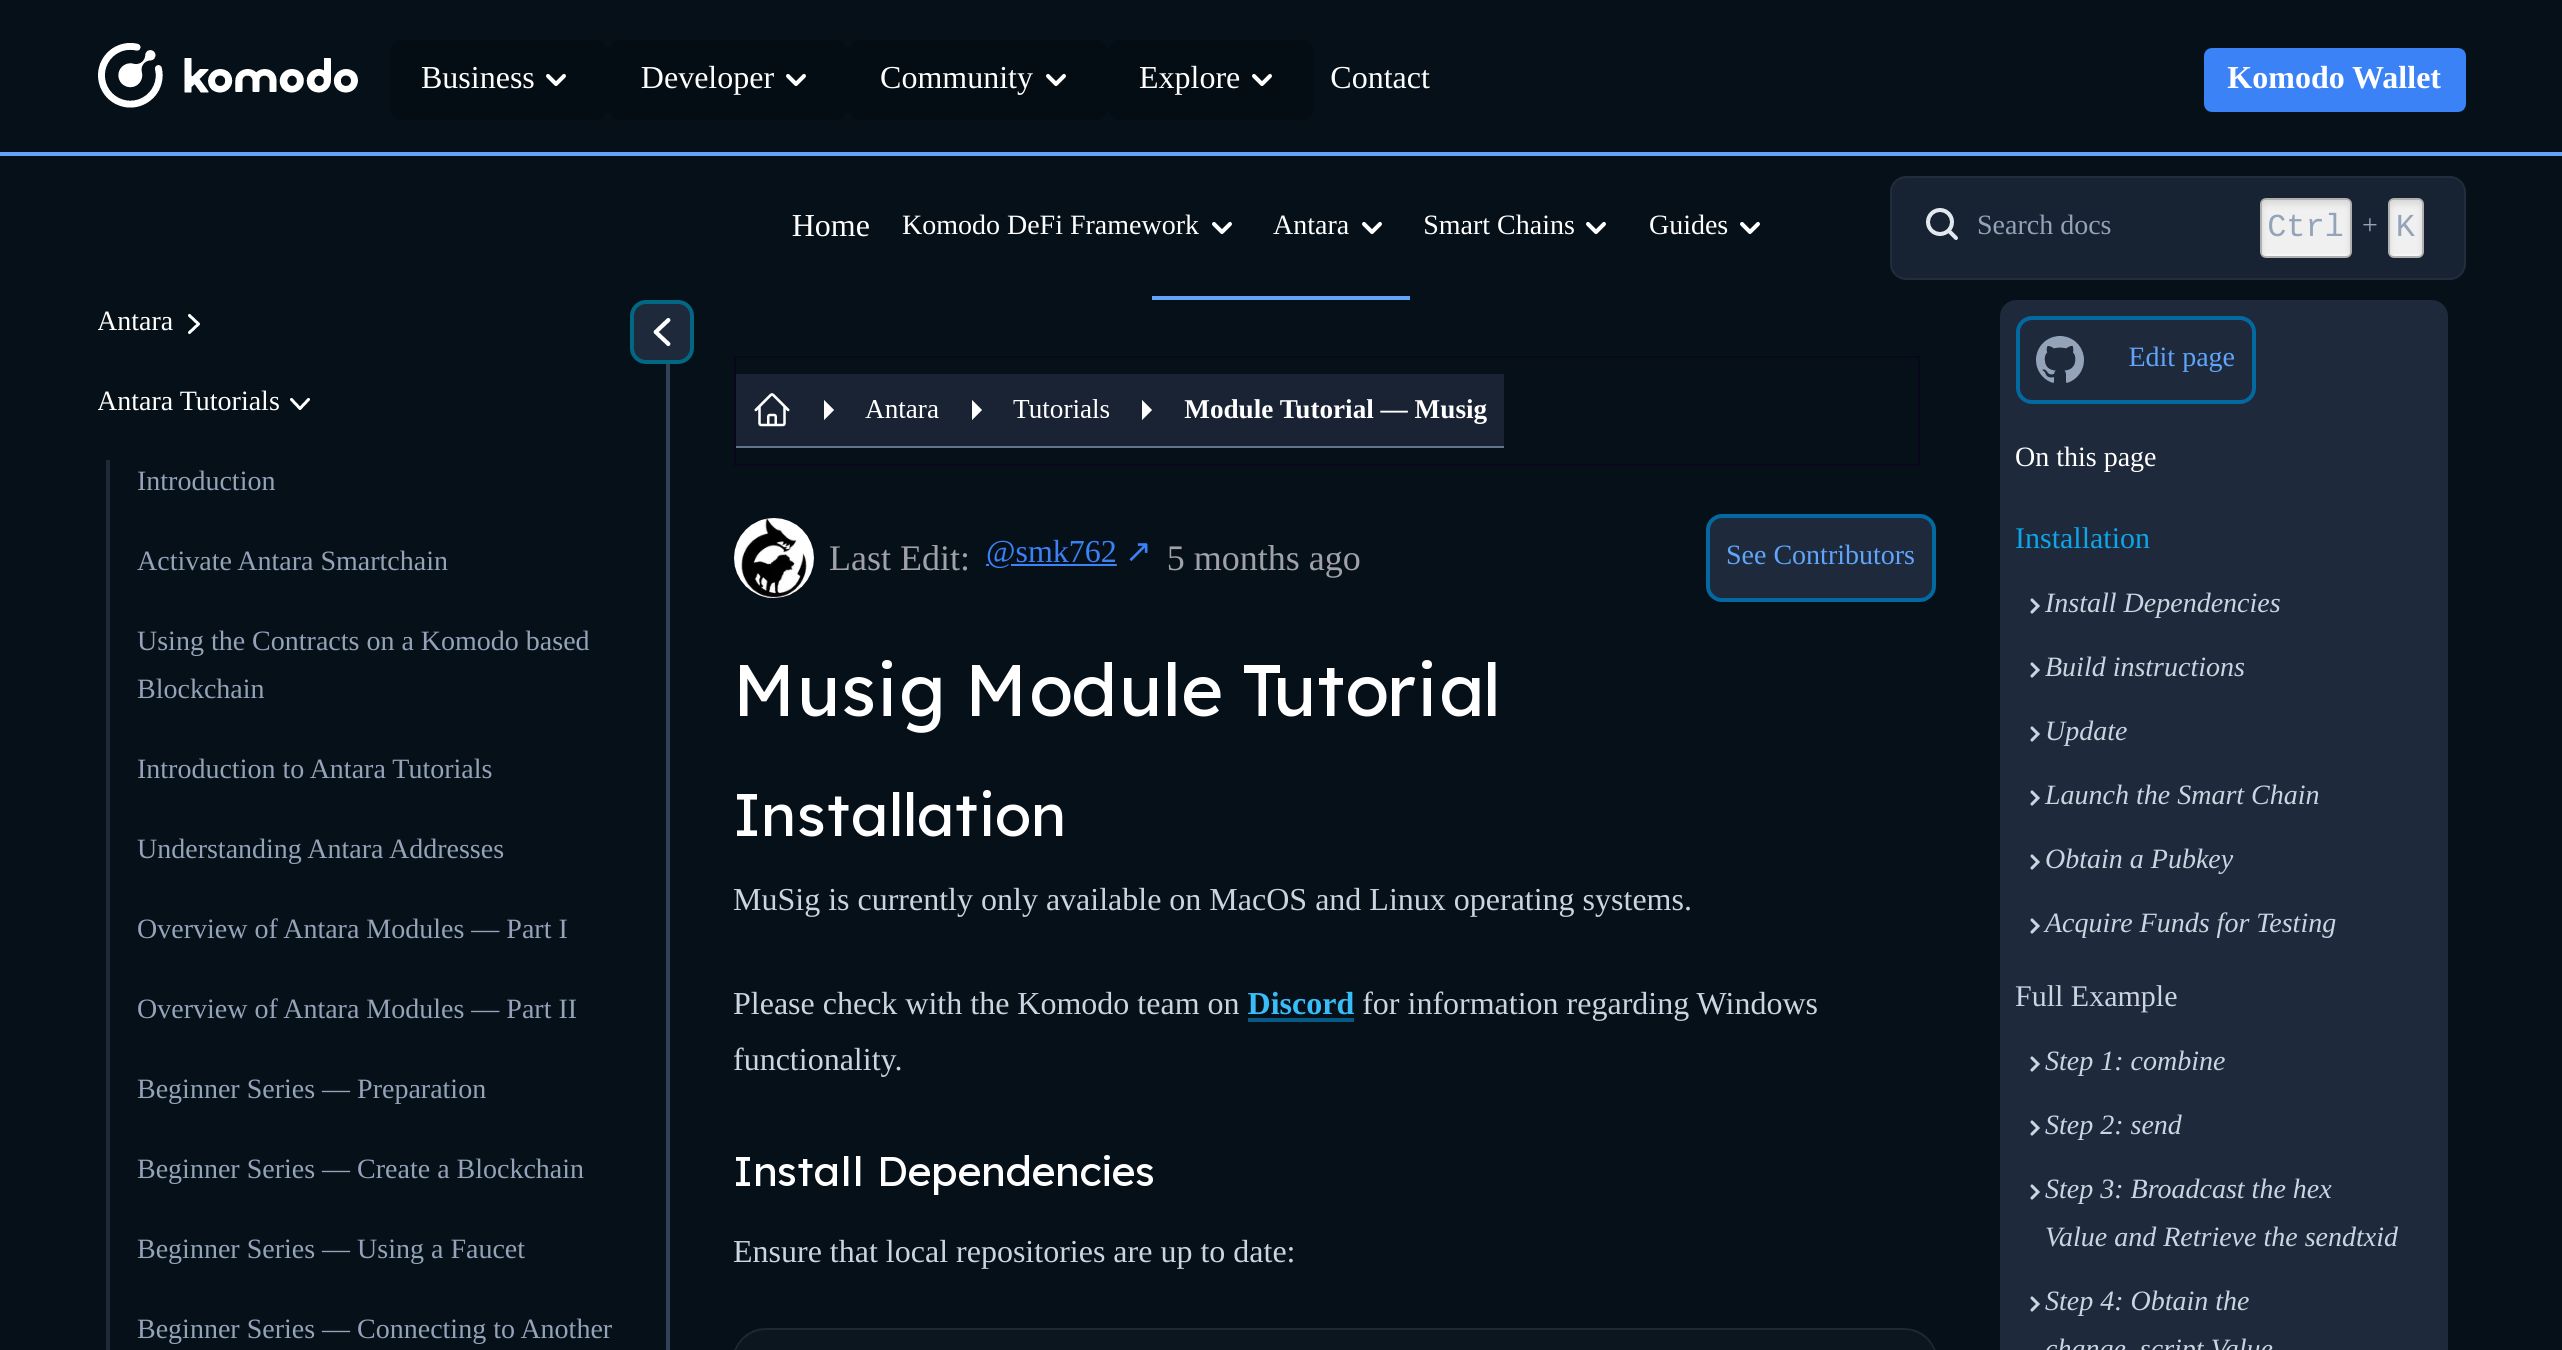 komodo
Business
Developer
Community
Explore
Contact
Komodo Wallet
Home
Komodo DeFi Framework
Antara
Smart Chains
Guides
Search docs
Ctrl + K
Antara
Antara Tutorials
Introduction
Activate Antara Smartchain
Using the Contracts on a Komodo based
Blockchain
Introduction to Antara Tutorials
Understanding Antara Addresses
Overview of Antara Modules — Part I
Overview of Antara Modules — Part II
Beginner Series — Preparation
Beginner Series — Create a Blockchain
Beginner Series — Using a Faucet
Beginner Series — Connecting to Another
Antara
Tutorials
Module Tutorial — Musig
Last Edit: @smk762 ↗ 5 months ago
See Contributors
Musig Module Tutorial
Installation
MuSig is currently only available on MacOS and Linux operating systems.
Please check with the Komodo team on Discord for information regarding Windows
functionality.
Install Dependencies
Ensure that local repositories are up to date:
Edit page
On this page
Installation
Install Dependencies
Build instructions
Update
Launch the Smart Chain
Obtain a Pubkey
Acquire Funds for Testing
Full Example
Step 1: combine
Step 2: send
Step 3: Broadcast the hex
Value and Retrieve the sendtxid
Step 4: Obtain the
change_script Value